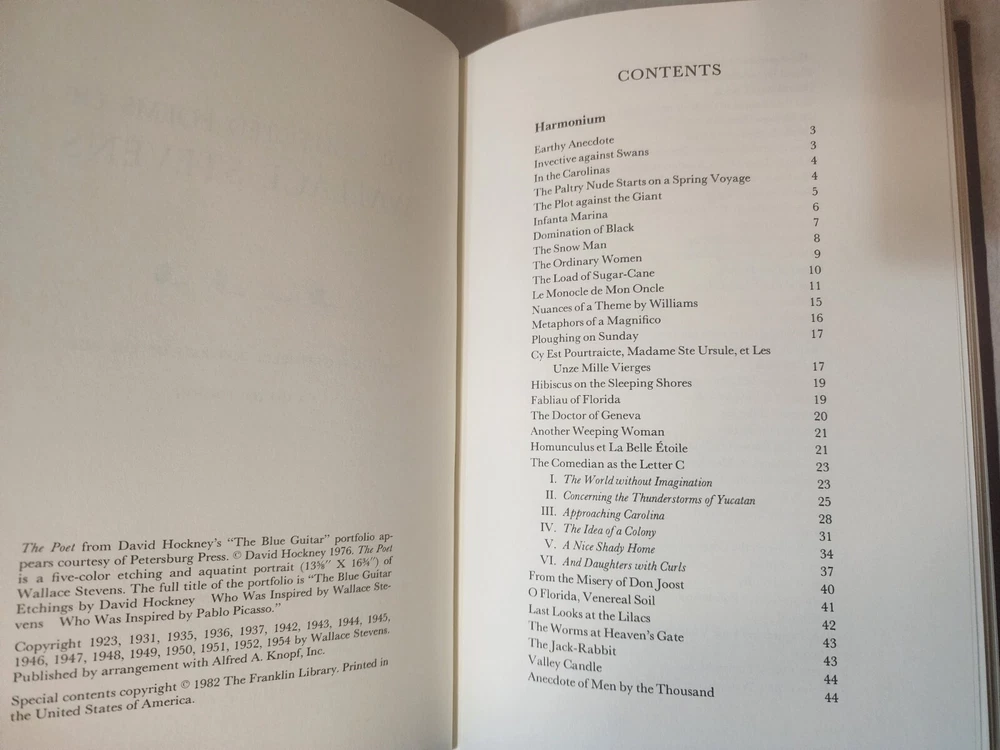 The Poet from David Hockney's "The Blue Guitar" portfolio ap-
pears courtesy of Petersburg Press. © David Hockney 1976. The Poet
is a five-color etching and aquatint portrait (13⅝" X 16¾") of
Wallace Stevens. The full title of the portfolio is "The Blue Guitar
Etchings by David Hockney Who Was Inspired by Wallace Ste-
vens Who Was Inspired by Pablo Picasso."
Copyright 1923, 1931, 1935, 1936, 1937, 1942, 1943, 1944, 1945,
1946, 1947, 1948, 1949, 1950, 1951, 1952, 1954 by Wallace Stevens.
Published by arrangement with Alfred A. Knopf, Inc.
Special contents copyright © 1982 The Franklin Library. Printed in
the United States of America.
CONTENTS
Harmonium
Earthy Anecdote 3
Invective against Swans 3
In the Carolinas 4
The Paltry Nude Starts on a Spring Voyage 4
The Plot against the Giant 5
Infanta Marina 6
Domination of Black 7
The Snow Man 8
The Ordinary Women 9
The Load of Sugar-Cane 10
Le Monocle de Mon Oncle 11
Nuances of a Theme by Williams 15
Metaphors of a Magnifico 16
Ploughing on Sunday 17
Cy Est Pourtraicte, Madame Ste Ursule, et Les
Unze Mille Vierges 17
Hibiscus on the Sleeping Shores 19
Fabliau of Florida 19
The Doctor of Geneva 20
Another Weeping Woman 21
Homunculus et La Belle Étoile 21
The Comedian as the Letter C 23
I. The World without Imagination 23
II. Concerning the Thunderstorms of Yucatan 25
III. Approaching Carolina 28
IV. The Idea of a Colony 31
V. A Nice Shady Home 34
VI. And Daughters with Curls 37
From the Misery of Don Joost 40
O Florida, Venereal Soil 41
Last Looks at the Lilacs 42
The Worms at Heaven's Gate 43
The Jack-Rabbit 43
Valley Candle 44
Anecdote of Men by the Thousand 44